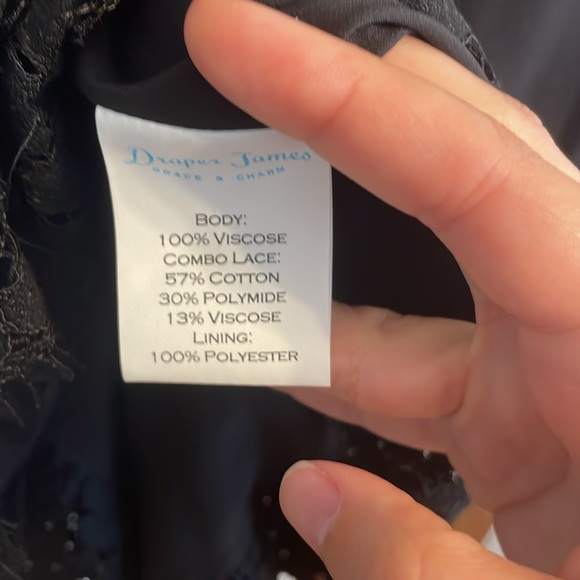 Draper James
GRACE & CHARM
BODY:
100% VISCOSE
COMBO LACE:
57% COTTON
30% POLYMIDE
13% VISCOSE
LINING:
100% POLYESTER